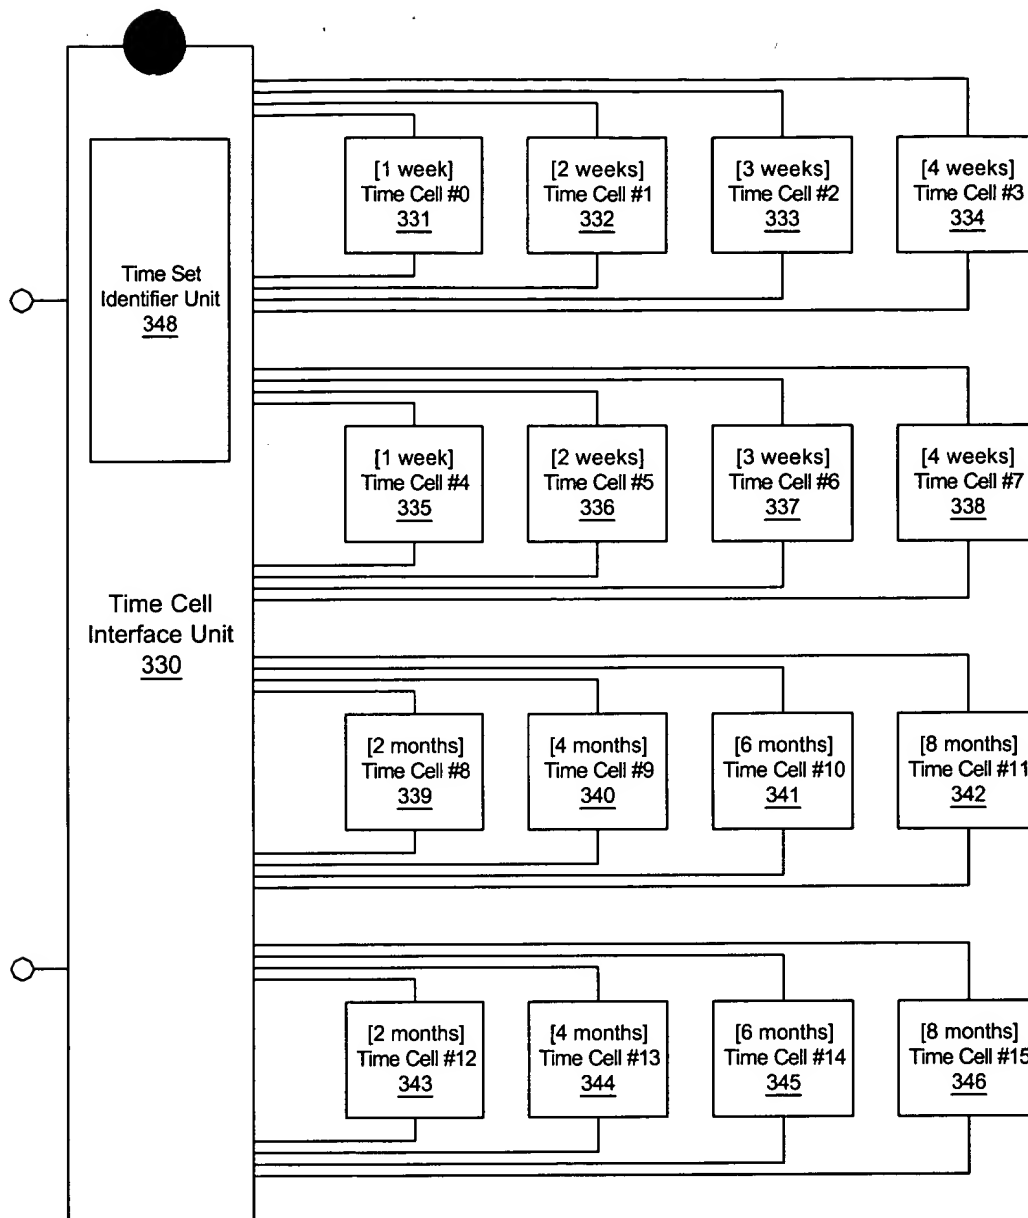 Time Set
Identifier Unit
348
Time Cell
Interface Unit
330
[1 week]
Time Cell #0
331
[2 weeks]
Time Cell #1
332
[3 weeks]
Time Cell #2
333
[4 weeks]
Time Cell #3
334
[1 week]
Time Cell #4
335
[2 weeks]
Time Cell #5
336
[3 weeks]
Time Cell #6
337
[4 weeks]
Time Cell #7
338
[2 months]
Time Cell #8
339
[4 months]
Time Cell #9
340
[6 months]
Time Cell #10
341
[8 months]
Time Cell #11
342
[2 months]
Time Cell #12
343
[4 months]
Time Cell #13
344
[6 months]
Time Cell #14
345
[8 months]
Time Cell #15
346